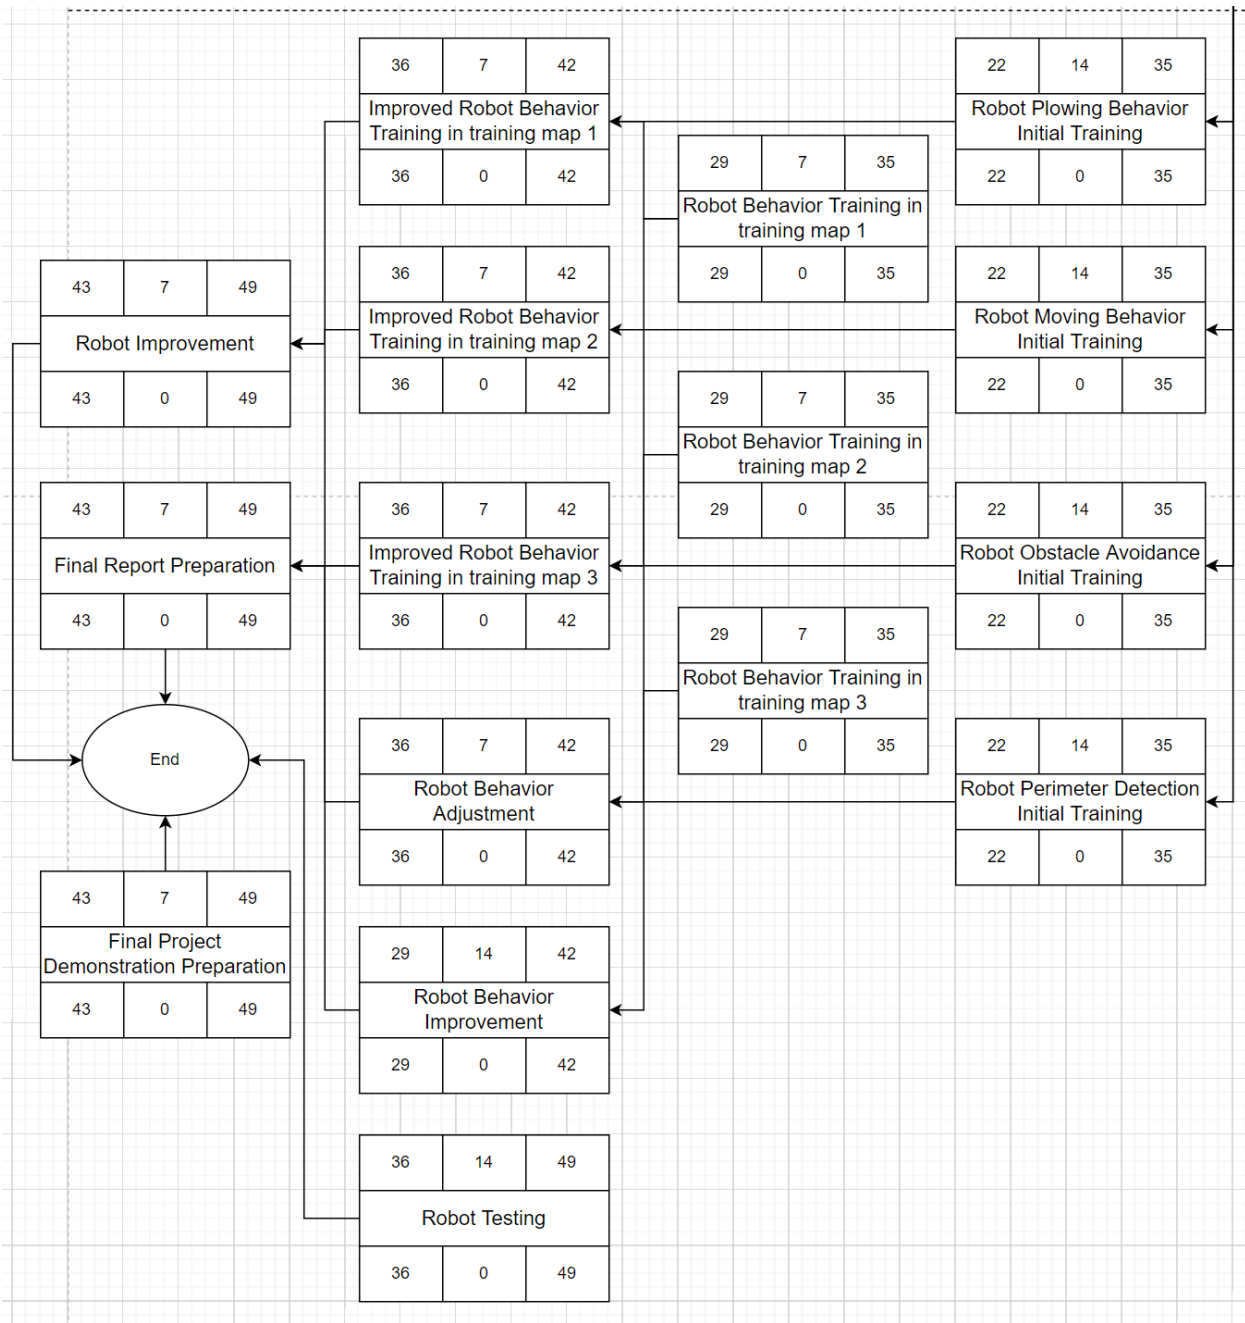 36 7 42
Improved Robot Behavior
Training in training map 1
36 0 42
22 14 35
Robot Plowing Behavior
Initial Training
22 0 35
29 7 35
Robot Behavior Training in
training map 1
29 0 35
36 7 42
Improved Robot Behavior
Training in training map 2
36 0 42
22 14 35
Robot Moving Behavior
Initial Training
22 0 35
43 7 49
Robot Improvement
43 0 49
29 7 35
Robot Behavior Training in
training map 2
29 0 35
43 7 49
Final Report Preparation
43 0 49
36 7 42
Improved Robot Behavior
Training in training map 3
36 0 42
22 14 35
Robot Obstacle Avoidance
Initial Training
22 0 35
29 7 35
Robot Behavior Training in
training map 3
29 0 35
End
36 7 42
Robot Behavior
Adjustment
36 0 42
22 14 35
Robot Perimeter Detection
Initial Training
22 0 35
43 7 49
Final Project
Demonstration Preparation
43 0 49
29 14 42
Robot Behavior
Improvement
29 0 42
36 14 49
Robot Testing
36 0 49